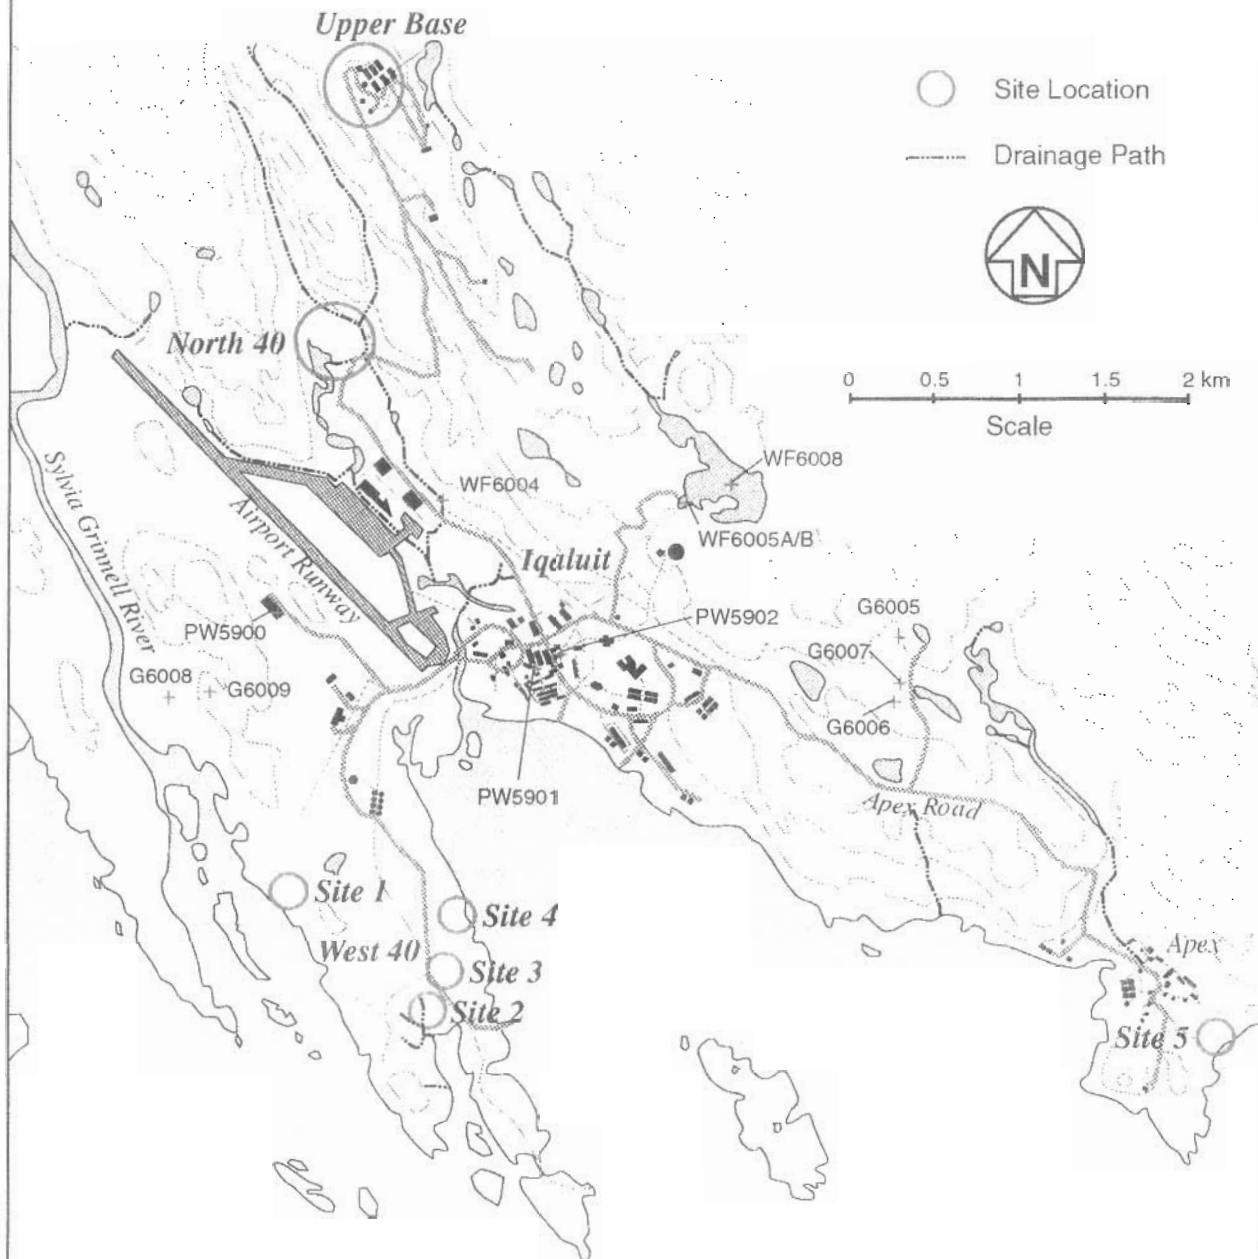 Upper Base
Site Location
Drainage Path
N
North 40
0 0.5 1 1.5 2 km
Scale
Sylvia Grinnell River
Airport Runway
WF6004
WF6008
WF6005A/B
Iqaluit
PW5900
PW5902
G6005
G6007
G6008
G6009
G6006
PW5901
Apex Road
Site 1
Site 4
West 40
Site 3
Site 2
Apex
Site 5